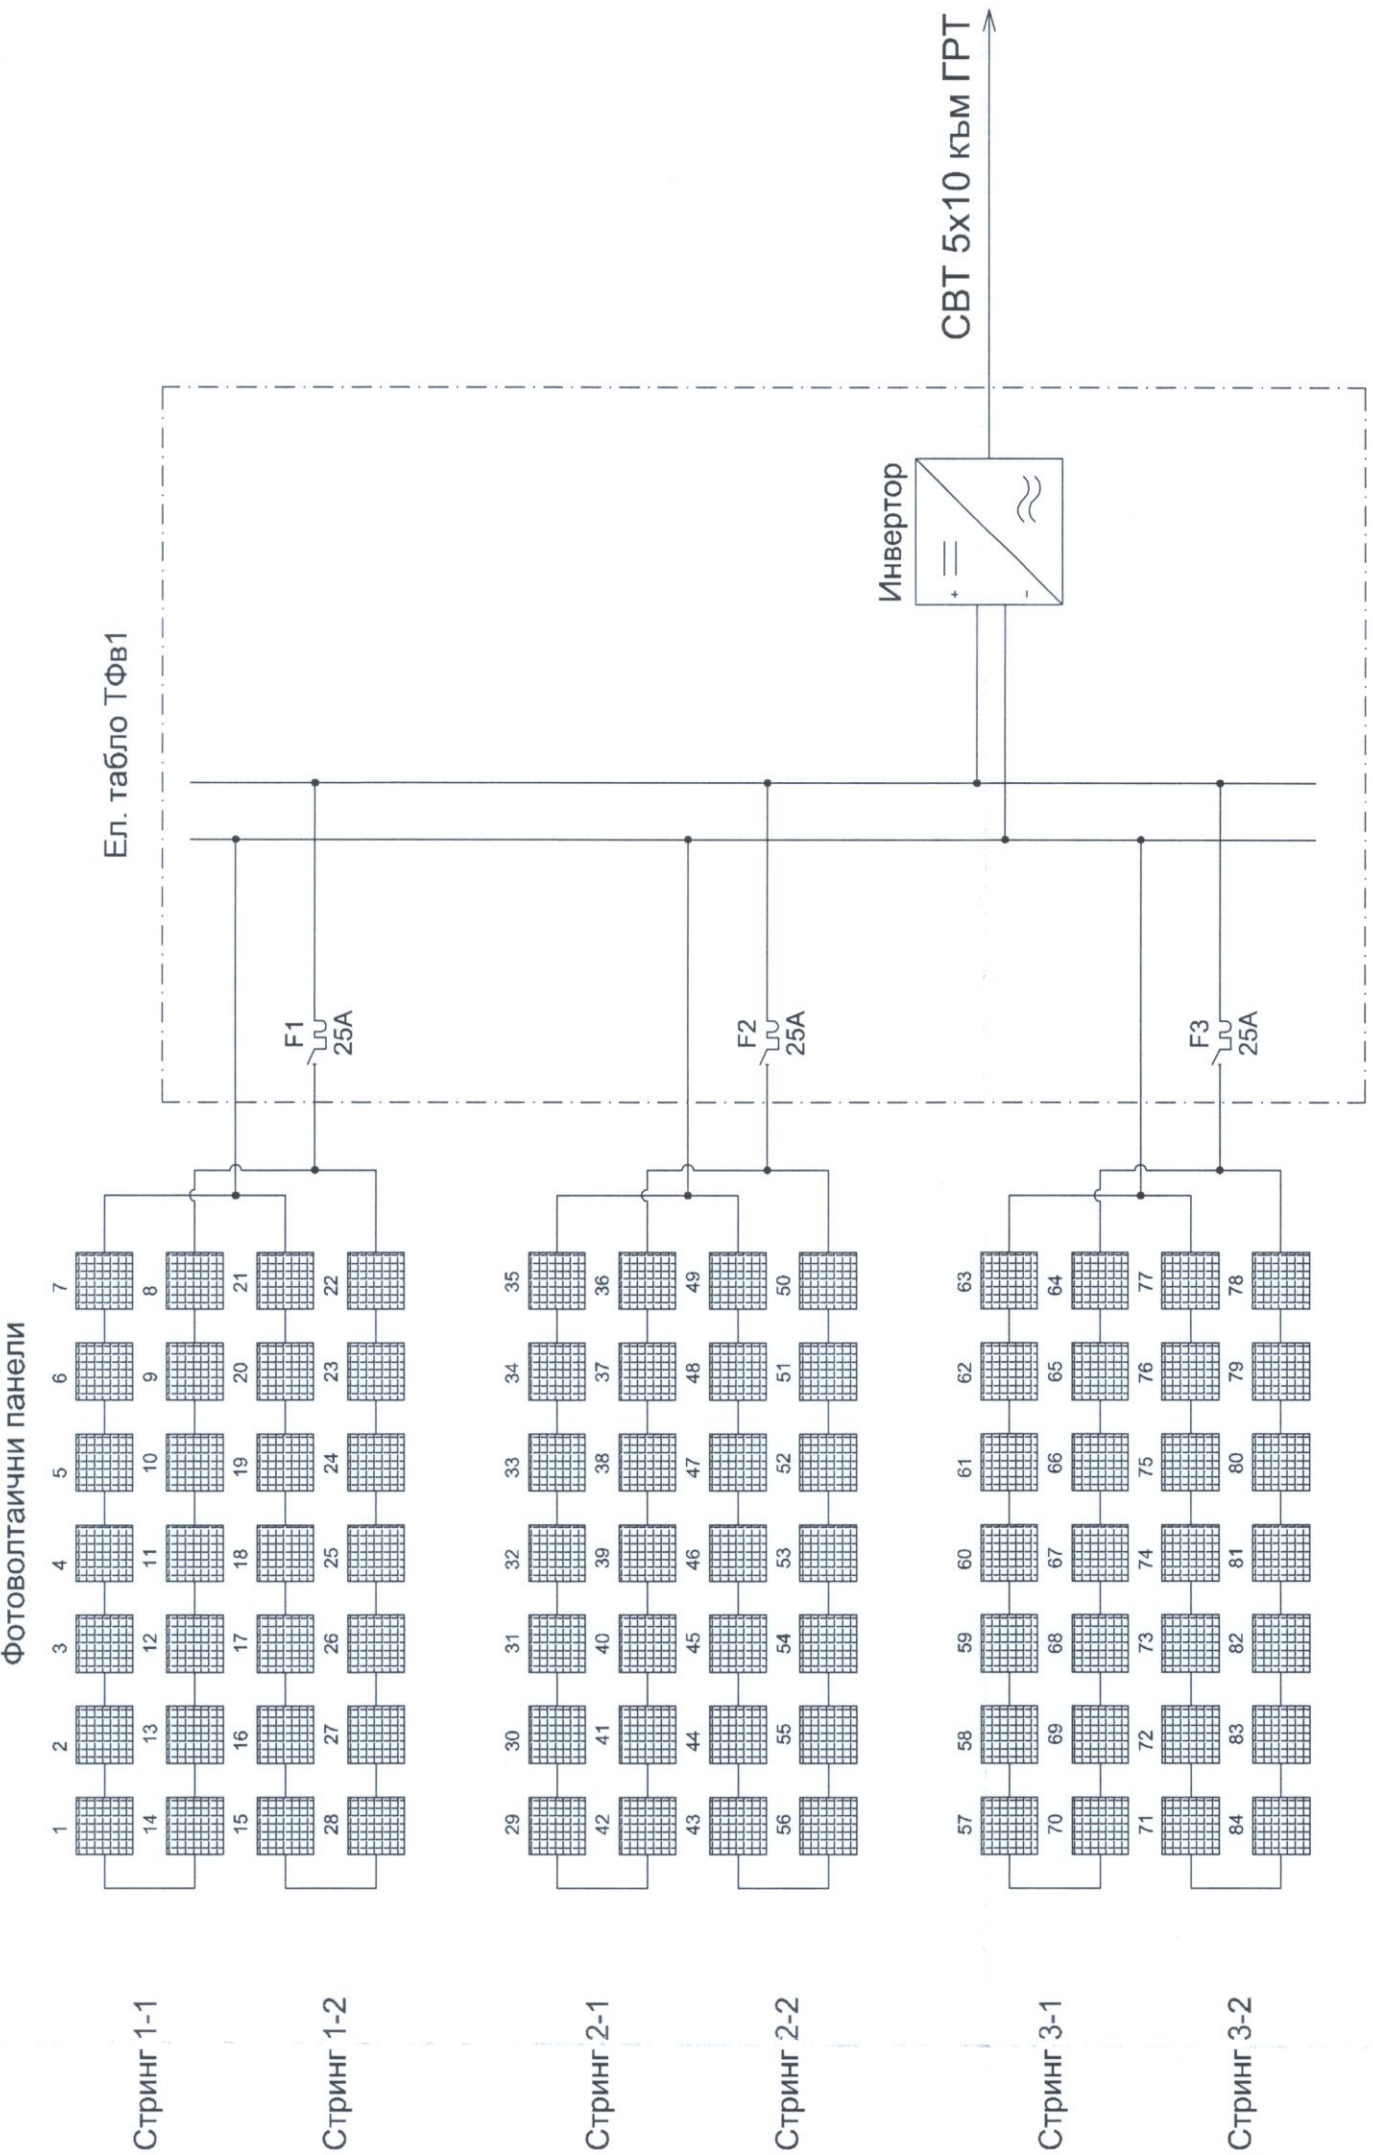 Фотоволтаични панели
Ел. табло ТФв1
Стринг 1-1
1 2 3 4 5 6 7
14 13 12 11 10 9 8
Стринг 1-2
15 16 17 18 19 20 21
28 27 26 25 24 23 22
F1
25A
Стринг 2-1
29 30 31 32 33 34 35
42 41 40 39 38 37 36
Стринг 2-2
43 44 45 46 47 48 49
56 55 54 53 52 51 50
F2
25A
Стринг 3-1
57 58 59 60 61 62 63
70 69 68 67 66 65 64
Стринг 3-2
71 72 73 74 75 76 77
84 83 82 81 80 79 78
F3
25A
Инвертор
+
-
СВТ 5x10 към ГРТ